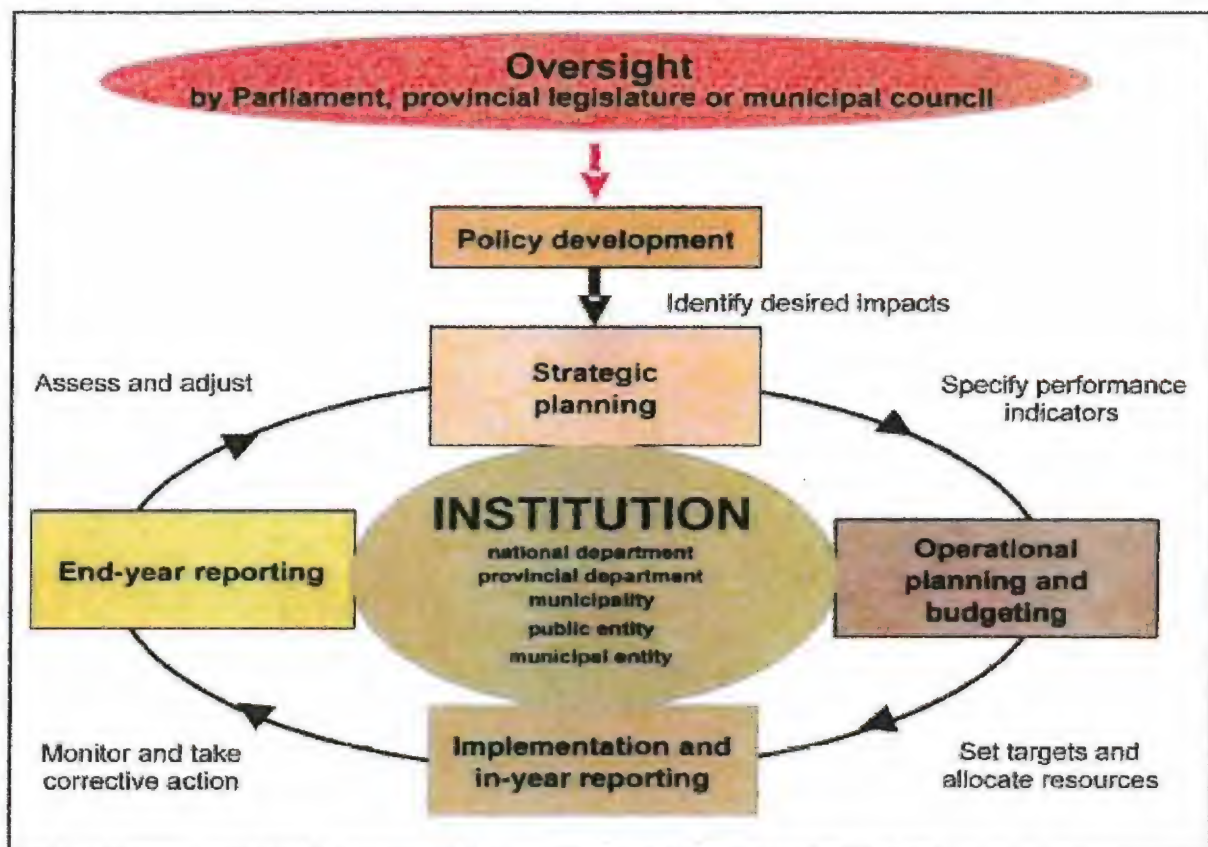 Oversight
by Parliament, provincial legislature or municipal council
Policy development
Identify desired impacts
Strategic
planning
Assess and adjust
Specify performance
indicators
INSTITUTION
national department
provincial department
municipality
public entity
municipal entity
End-year reporting
Operational
planning and
budgeting
Implementation and
in-year reporting
Monitor and take
corrective action
Set targets and
allocate resources